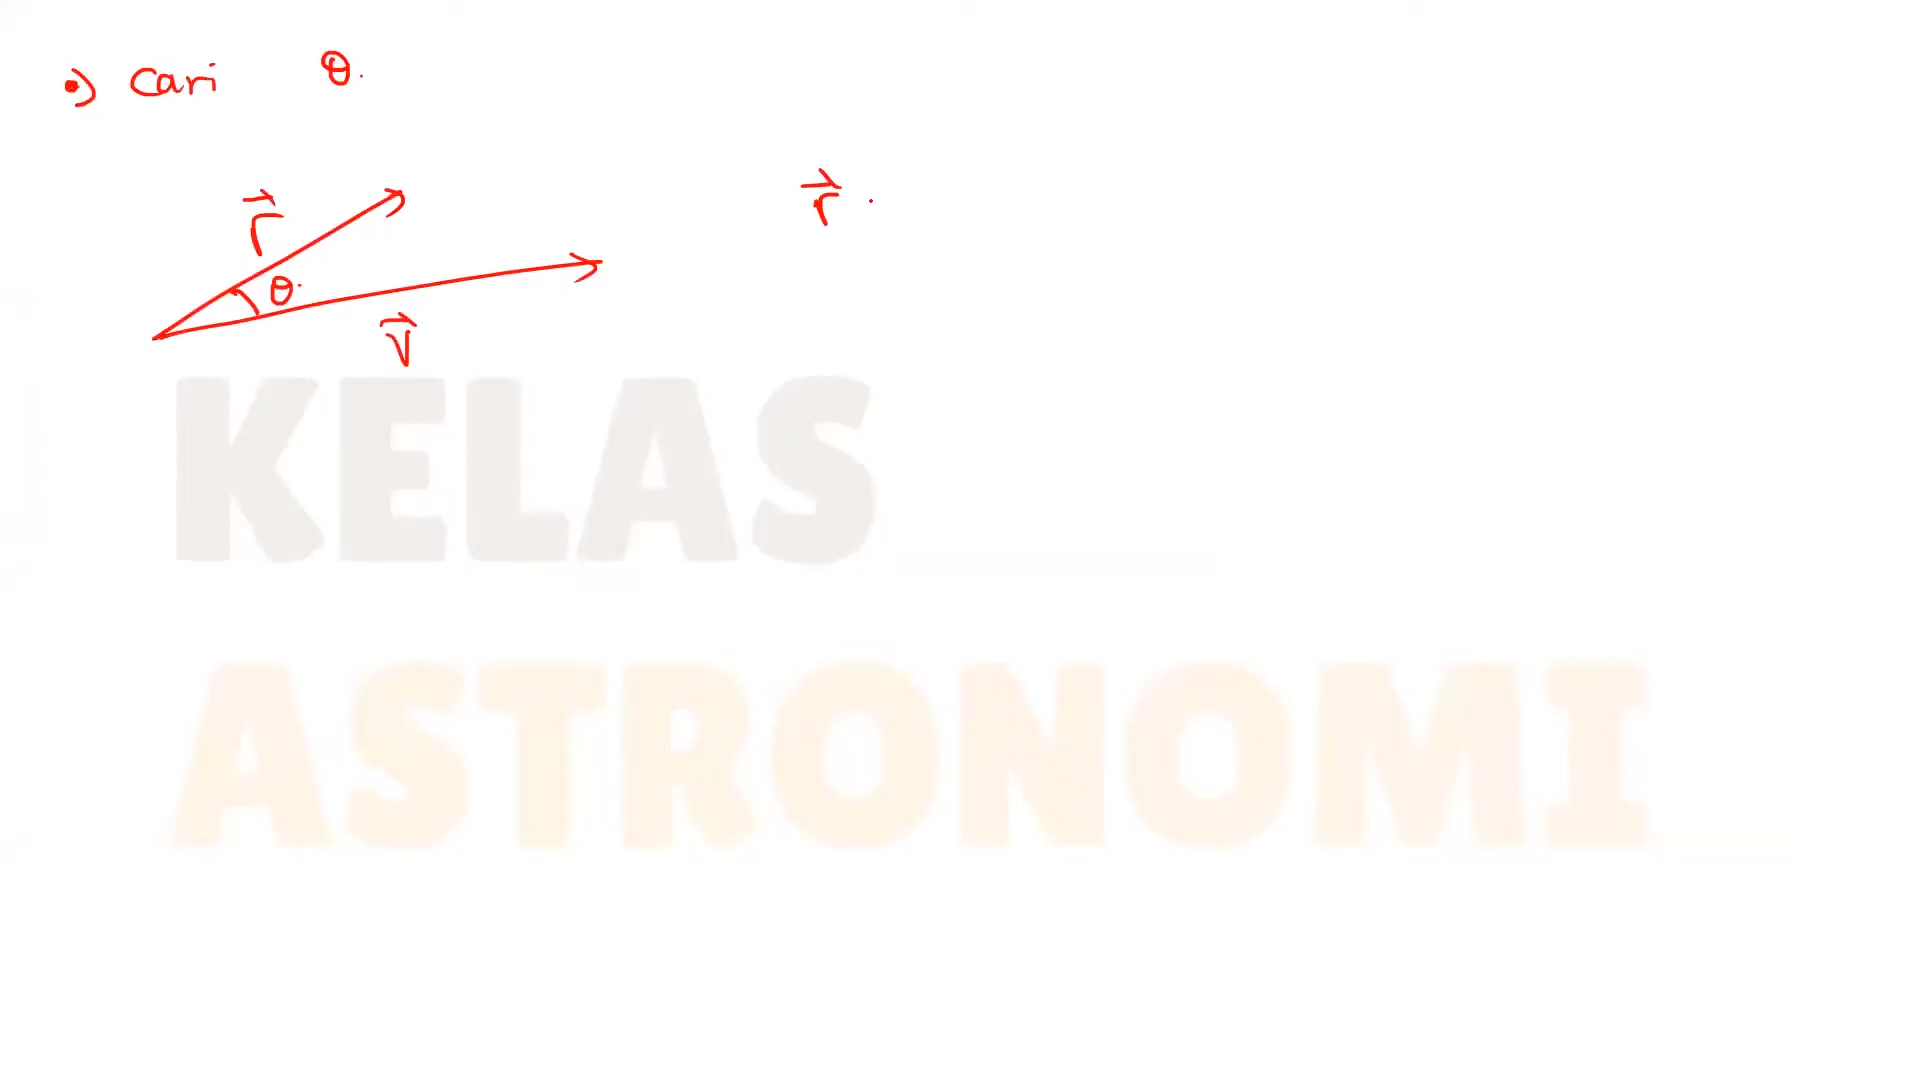 •) Cari θ.
r⃗
r⃗ .
θ.
v⃗
KELAS
ASTRONOMI